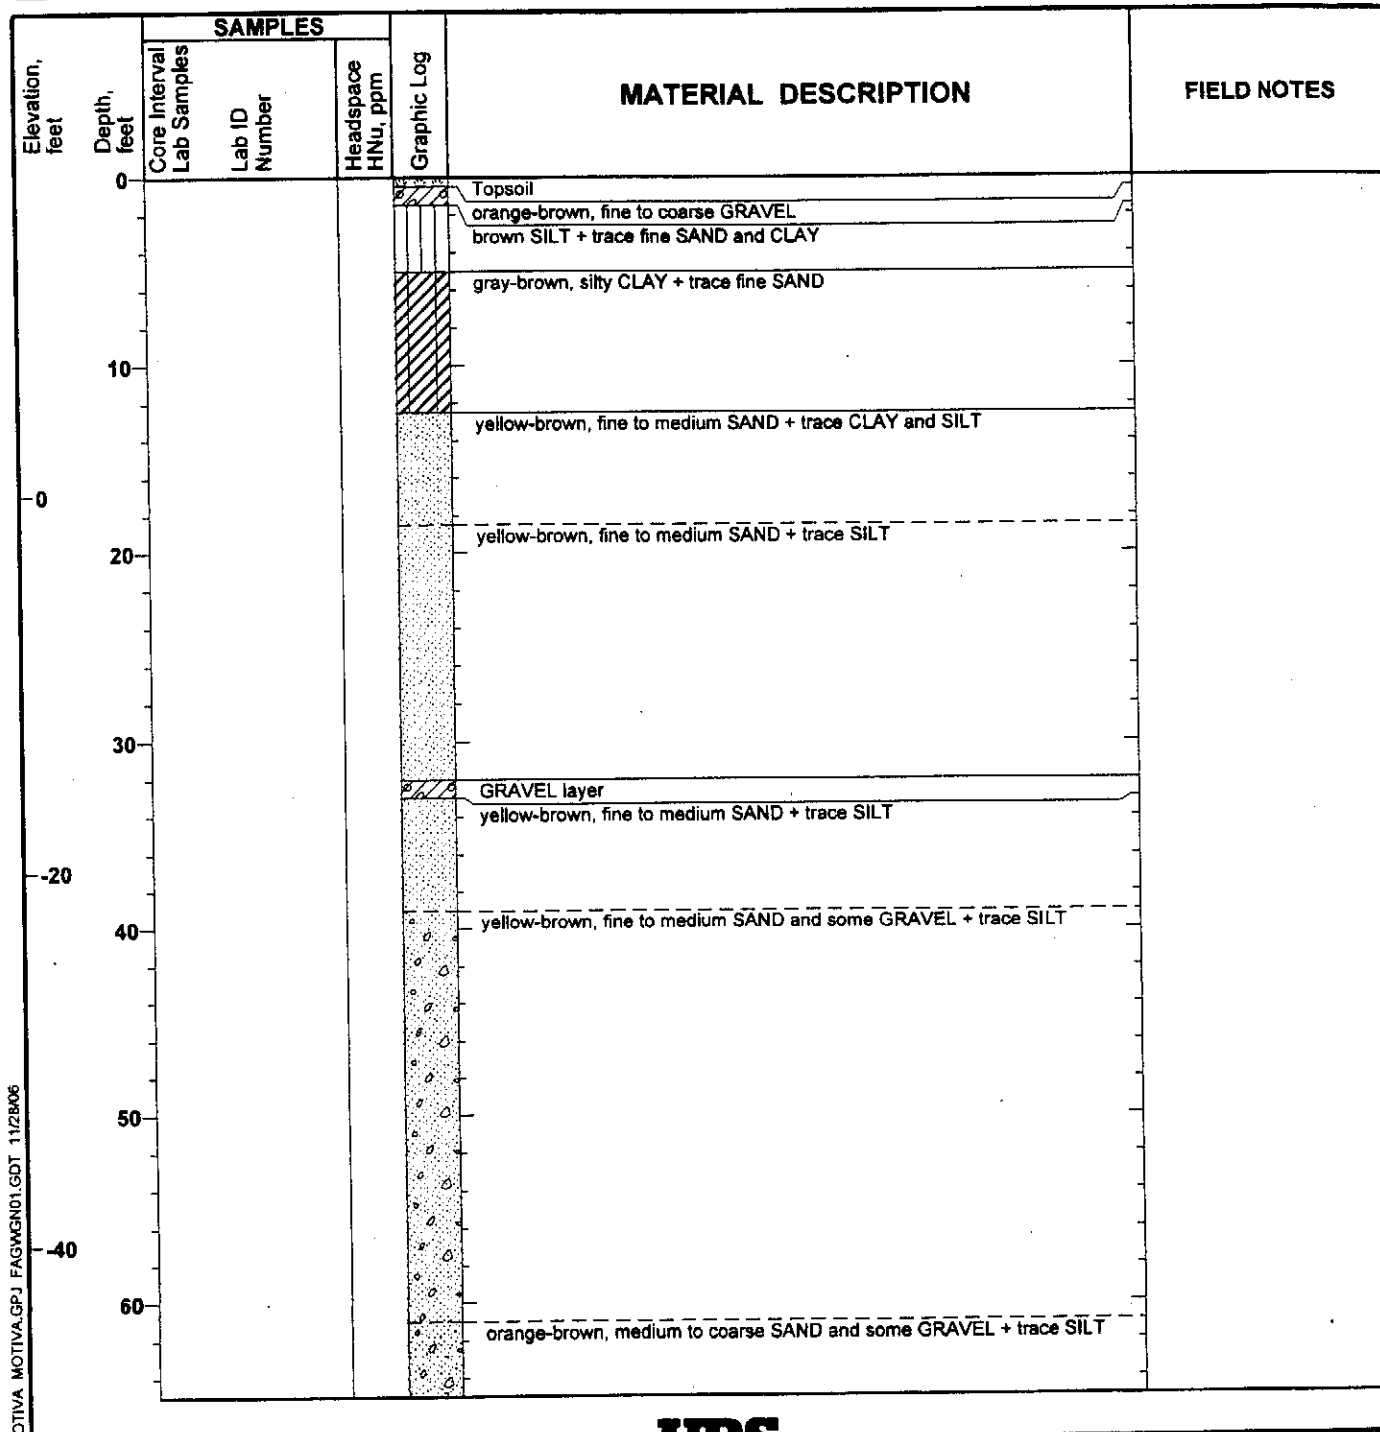 SAMPLES
Elevation,
feet
Depth,
feet
Core Interval
Lab Samples
Lab ID
Number
Headspace
HNu, ppm
Graphic Log
MATERIAL DESCRIPTION
FIELD NOTES
0
Topsoil
orange-brown, fine to coarse GRAVEL
brown SILT + trace fine SAND and CLAY
gray-brown, silty CLAY + trace fine SAND
10
yellow-brown, fine to medium SAND + trace CLAY and SILT
0
yellow-brown, fine to medium SAND + trace SILT
20
30
GRAVEL layer
yellow-brown, fine to medium SAND + trace SILT
-20
yellow-brown, fine to medium SAND and some GRAVEL + trace SILT
40
50
-40
60
orange-brown, medium to coarse SAND and some GRAVEL + trace SILT
MOTIVA.GPJ FAGWGN01.GDT 11/28/06